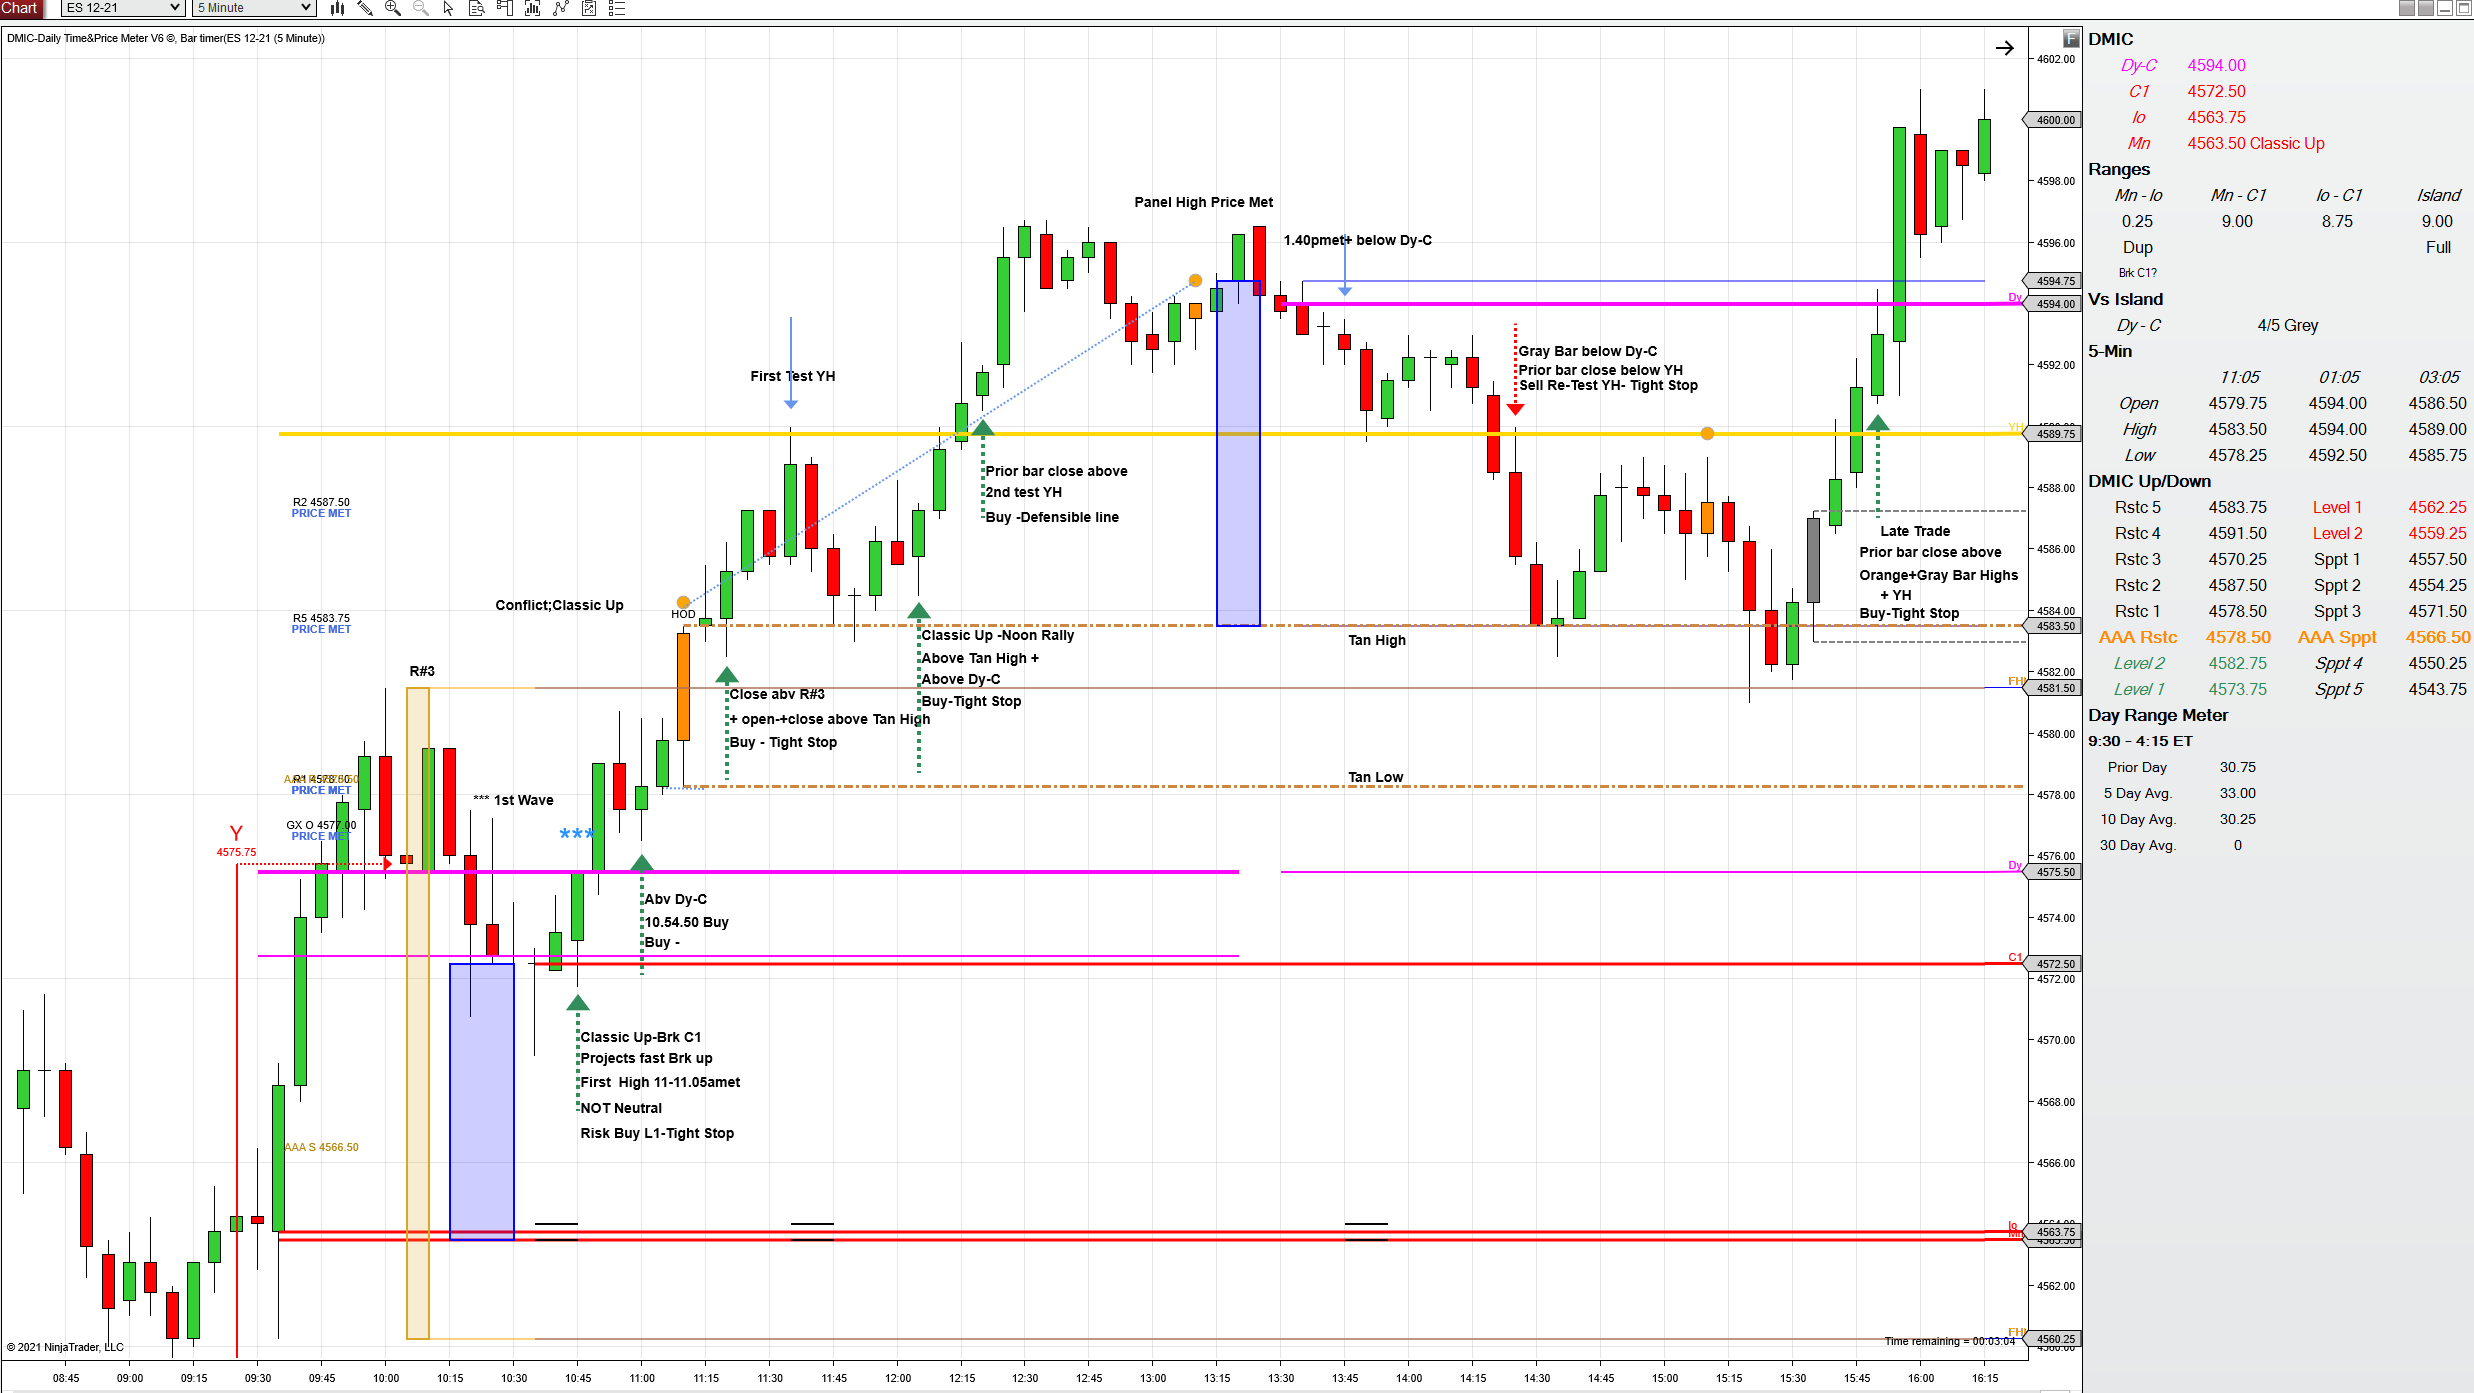 Chart
ES 12-21
5 Minute
DMIC-Daily Time&Price Meter V6 ©, Bar timer(ES 12-21 (5 Minute))
F
4602.00
4600.00
4598.00
4596.00
4594.75
4594.00
4592.00
4589.75
4588.00
4586.00
4584.00
4583.50
4582.00
4581.50
4580.00
4578.00
4576.00
4575.50
4574.00
4572.50
4572.00
4570.00
4568.00
4566.00
4563.75
4562.00
4560.25
Panel High Price Met
1.40pmet+ below Dy-C
Dy
First Test YH
Gray Bar below Dy-C
Prior bar close below YH
Sell Re-Test YH- Tight Stop
YH
Prior bar close above
2nd test YH
Buy -Defensible line
R2 4587.50
PRICE MET
Late Trade
Prior bar close above
Orange+Gray Bar Highs
+ YH
Buy-Tight Stop
Conflict;Classic Up
HOD
R5 4583.75
PRICE MET
Classic Up -Noon Rally
Above Tan High +
Above Dy-C
Buy-Tight Stop
Tan High
R#3
FH
Close abv R#3
+ open-+close above Tan High
Buy - Tight Stop
Tan Low
R1 4578.50
PRICE MET
*** 1st Wave
GX O 4577.00
PRICE MET
Y
4575.75
***
Dy
Abv Dy-C
10.54.50 Buy
Buy -
C1
Classic Up-Brk C1
Projects fast Brk up
First High 11-11.05amet
NOT Neutral
Risk Buy L1-Tight Stop
AAA S 4566.50
Io
FH
Time remaining = 00:03:04
© 2021 NinjaTrader, LLC
08:45 09:00 09:15 09:30 09:45 10:00 10:15 10:30 10:45 11:00 11:15 11:30 11:45 12:00 12:15 12:30 12:45 13:00 13:15 13:30 13:45 14:00 14:15 14:30 14:45 15:00 15:15 15:30 15:45 16:00 16:15
DMIC
Dy-C 4594.00
C1 4572.50
Io 4563.75
Mn 4563.50 Classic Up
Ranges
Mn - Io Mn - C1 Io - C1 Island
0.25 9.00 8.75 9.00
Dup Full
Brk C1?
Vs Island
Dy - C 4/5 Grey
5-Min
11:05 01:05 03:05
Open 4579.75 4594.00 4586.50
High 4583.50 4594.00 4589.00
Low 4578.25 4592.50 4585.75
DMIC Up/Down
Rstc 5 4583.75 Level 1 4562.25
Rstc 4 4591.50 Level 2 4559.25
Rstc 3 4570.25 Sppt 1 4557.50
Rstc 2 4587.50 Sppt 2 4554.25
Rstc 1 4578.50 Sppt 3 4571.50
AAA Rstc 4578.50 AAA Sppt 4566.50
Level 2 4582.75 Sppt 4 4550.25
Level 1 4573.75 Sppt 5 4543.75
Day Range Meter
9:30 - 4:15 ET
Prior Day 30.75
5 Day Avg. 33.00
10 Day Avg. 30.25
30 Day Avg. 0